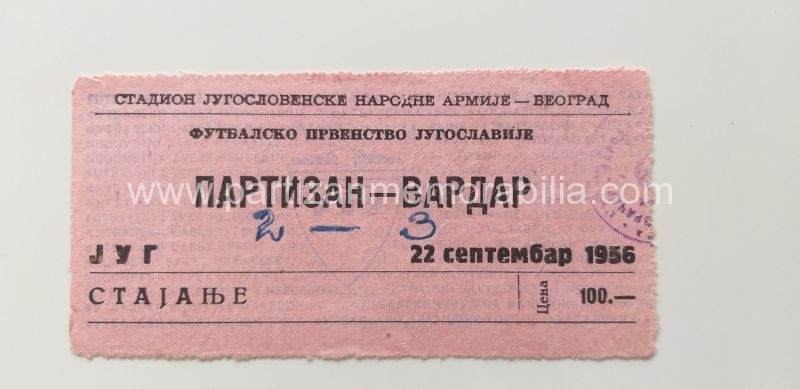 СТАДИОН ЈУГОСЛОВЕНСКЕ НАРОДНЕ АРМИЈЕ — БЕОГРАД
ФУТБАЛСКО ПРВЕНСТВО ЈУГОСЛАВИЈЕ
ПАРТИЗАН—ВАРДАР
www.partizanmemorabilia.com
2 — 3
ЈУГ 22 септембар 1956
СТАЈАЊЕ Цена 100.—